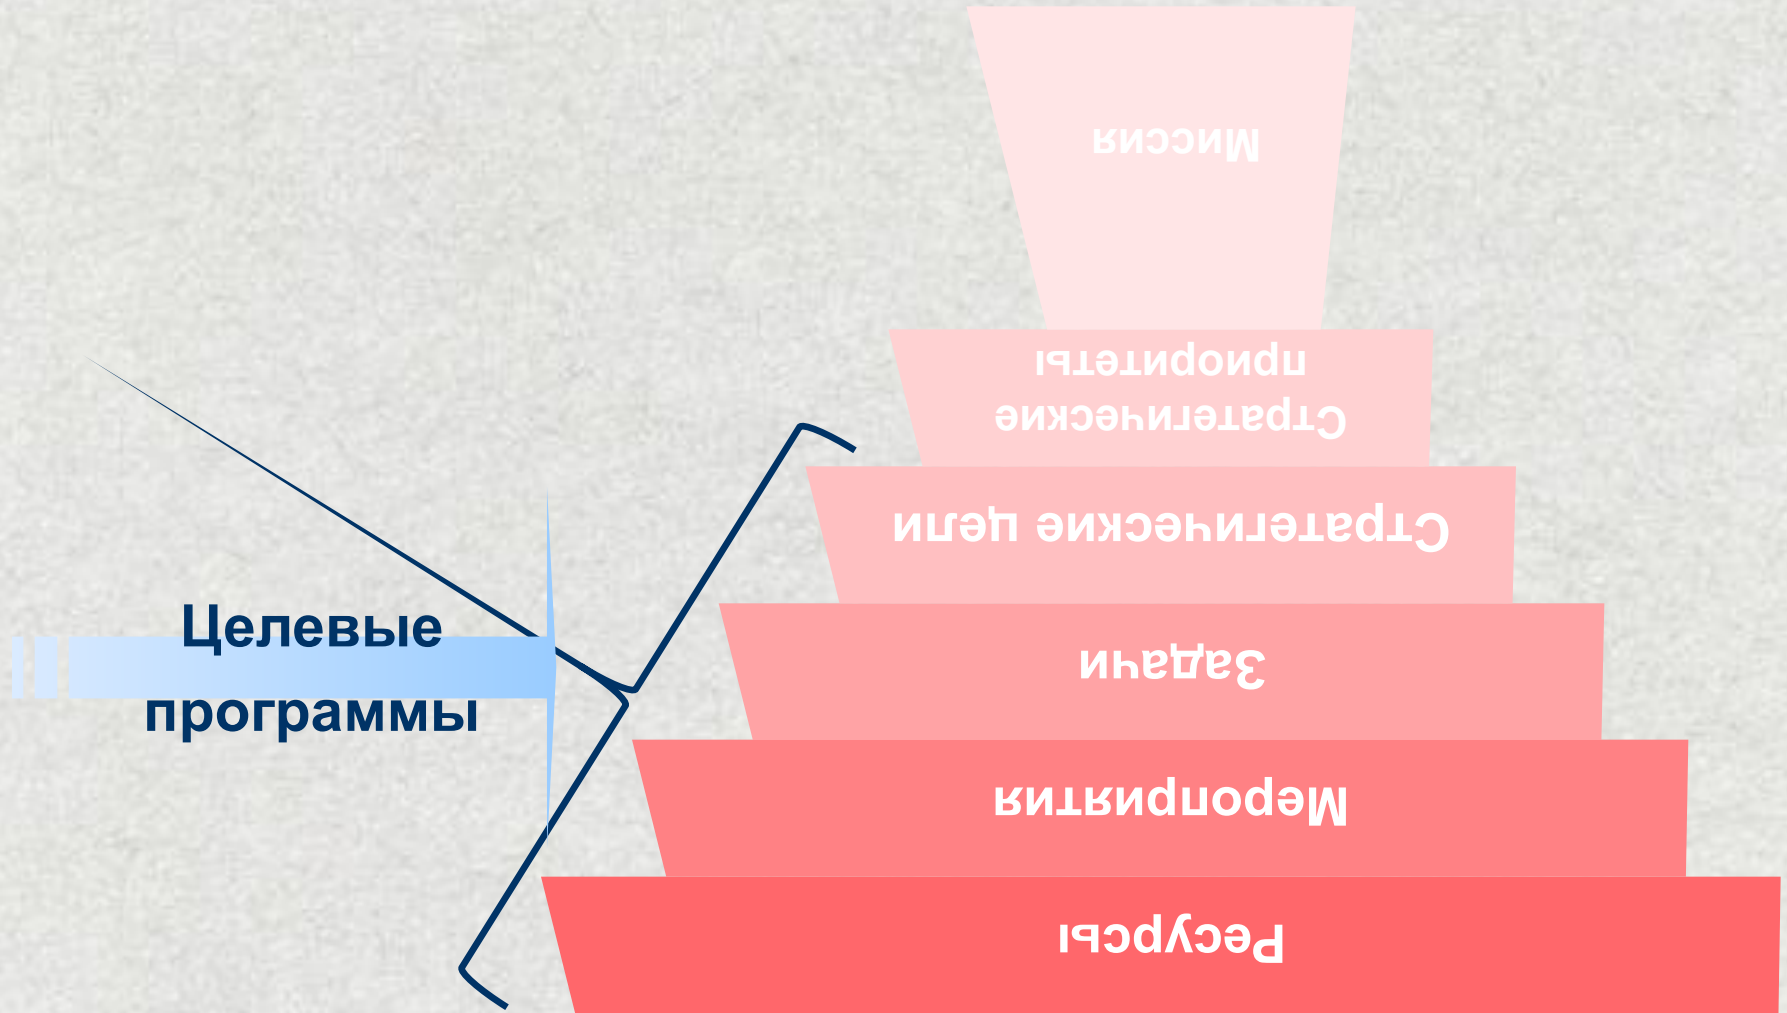 Миссия
Стратегические
приоритеты
Стратегические цели
Задачи
Мероприятия
Ресурсы
Целевые
программы